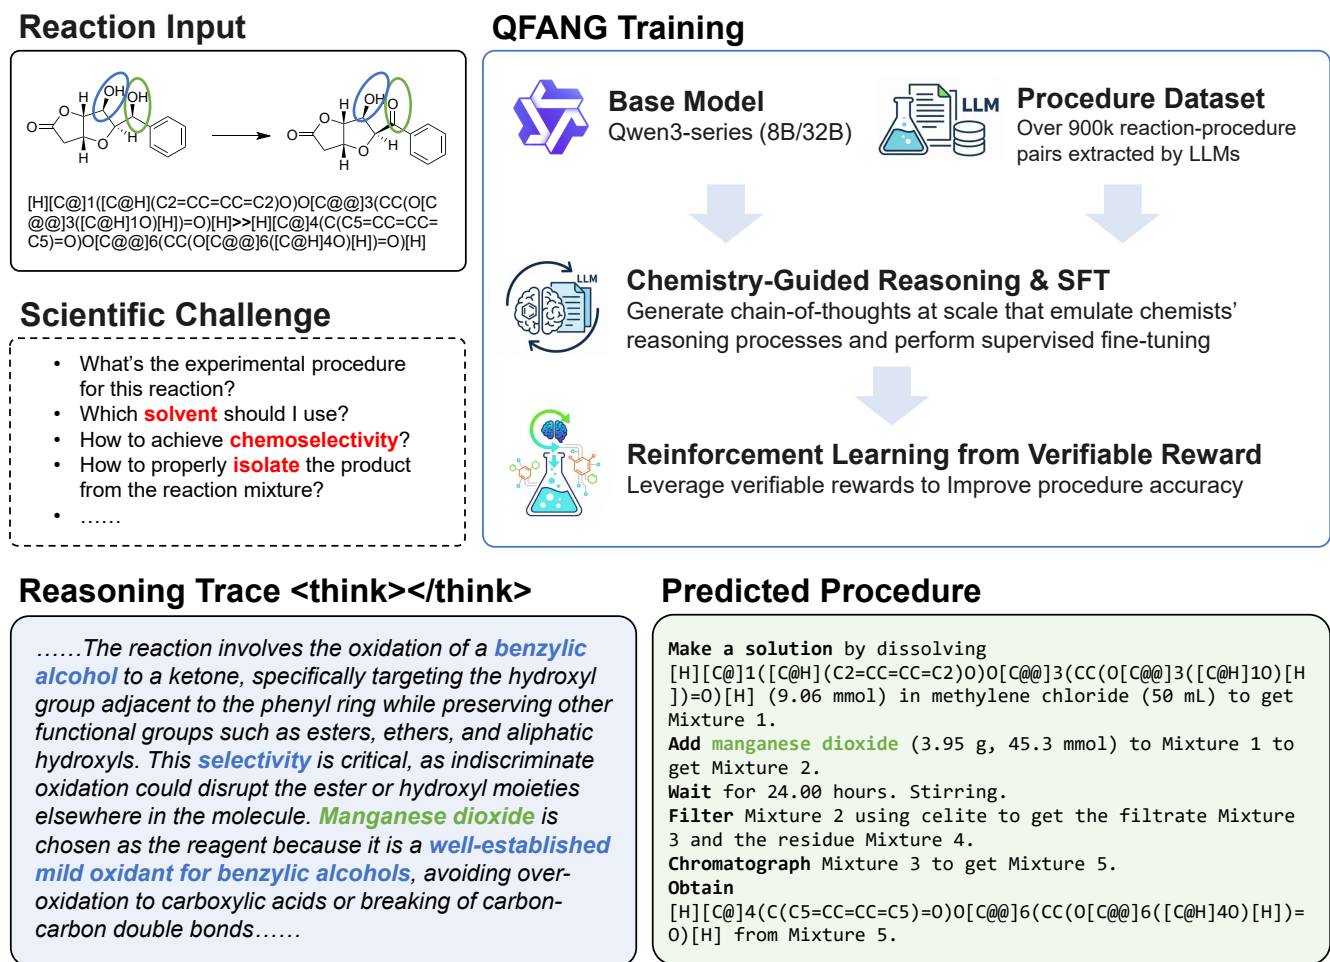 Reaction Input
OH
OH
H
O
O
O
H
H
OH
O
H
O
O
O
H
H
[H][C@]1([C@H](C2=CC=CC=C2)O)O[C@@]3(CC(O[C
@@]3([C@H]1O)[H])=O)[H]>>[H][C@]4(C(C5=CC=CC=
C5)=O)O[C@@]6(CC(O[C@@]6([C@H]4O)[H])=O)[H]
Scientific Challenge
• What's the experimental procedure
for this reaction?
• Which solvent should I use?
• How to achieve chemoselectivity?
• How to properly isolate the product
from the reaction mixture?
• ……
QFANG Training
Base Model
Qwen3-series (8B/32B)
LLM
Procedure Dataset
Over 900k reaction-procedure
pairs extracted by LLMs
LLM
Chemistry-Guided Reasoning & SFT
Generate chain-of-thoughts at scale that emulate chemists'
reasoning processes and perform supervised fine-tuning
Reinforcement Learning from Verifiable Reward
Leverage verifiable rewards to Improve procedure accuracy
Reasoning Trace <think></think>
……The reaction involves the oxidation of a benzylic
alcohol to a ketone, specifically targeting the hydroxyl
group adjacent to the phenyl ring while preserving other
functional groups such as esters, ethers, and aliphatic
hydroxyls. This selectivity is critical, as indiscriminate
oxidation could disrupt the ester or hydroxyl moieties
elsewhere in the molecule. Manganese dioxide is
chosen as the reagent because it is a well-established
mild oxidant for benzylic alcohols, avoiding over-
oxidation to carboxylic acids or breaking of carbon-
carbon double bonds……
Predicted Procedure
Make a solution by dissolving
[H][C@]1([C@H](C2=CC=CC=C2)O)O[C@@]3(CC(O[C@@]3([C@H]1O)[H
])=O)[H] (9.06 mmol) in methylene chloride (50 mL) to get
Mixture 1.
Add manganese dioxide (3.95 g, 45.3 mmol) to Mixture 1 to
get Mixture 2.
Wait for 24.00 hours. Stirring.
Filter Mixture 2 using celite to get the filtrate Mixture
3 and the residue Mixture 4.
Chromatograph Mixture 3 to get Mixture 5.
Obtain
[H][C@]4(C(C5=CC=CC=C5)=O)O[C@@]6(CC(O[C@@]6([C@H]4O)[H])=
O)[H] from Mixture 5.